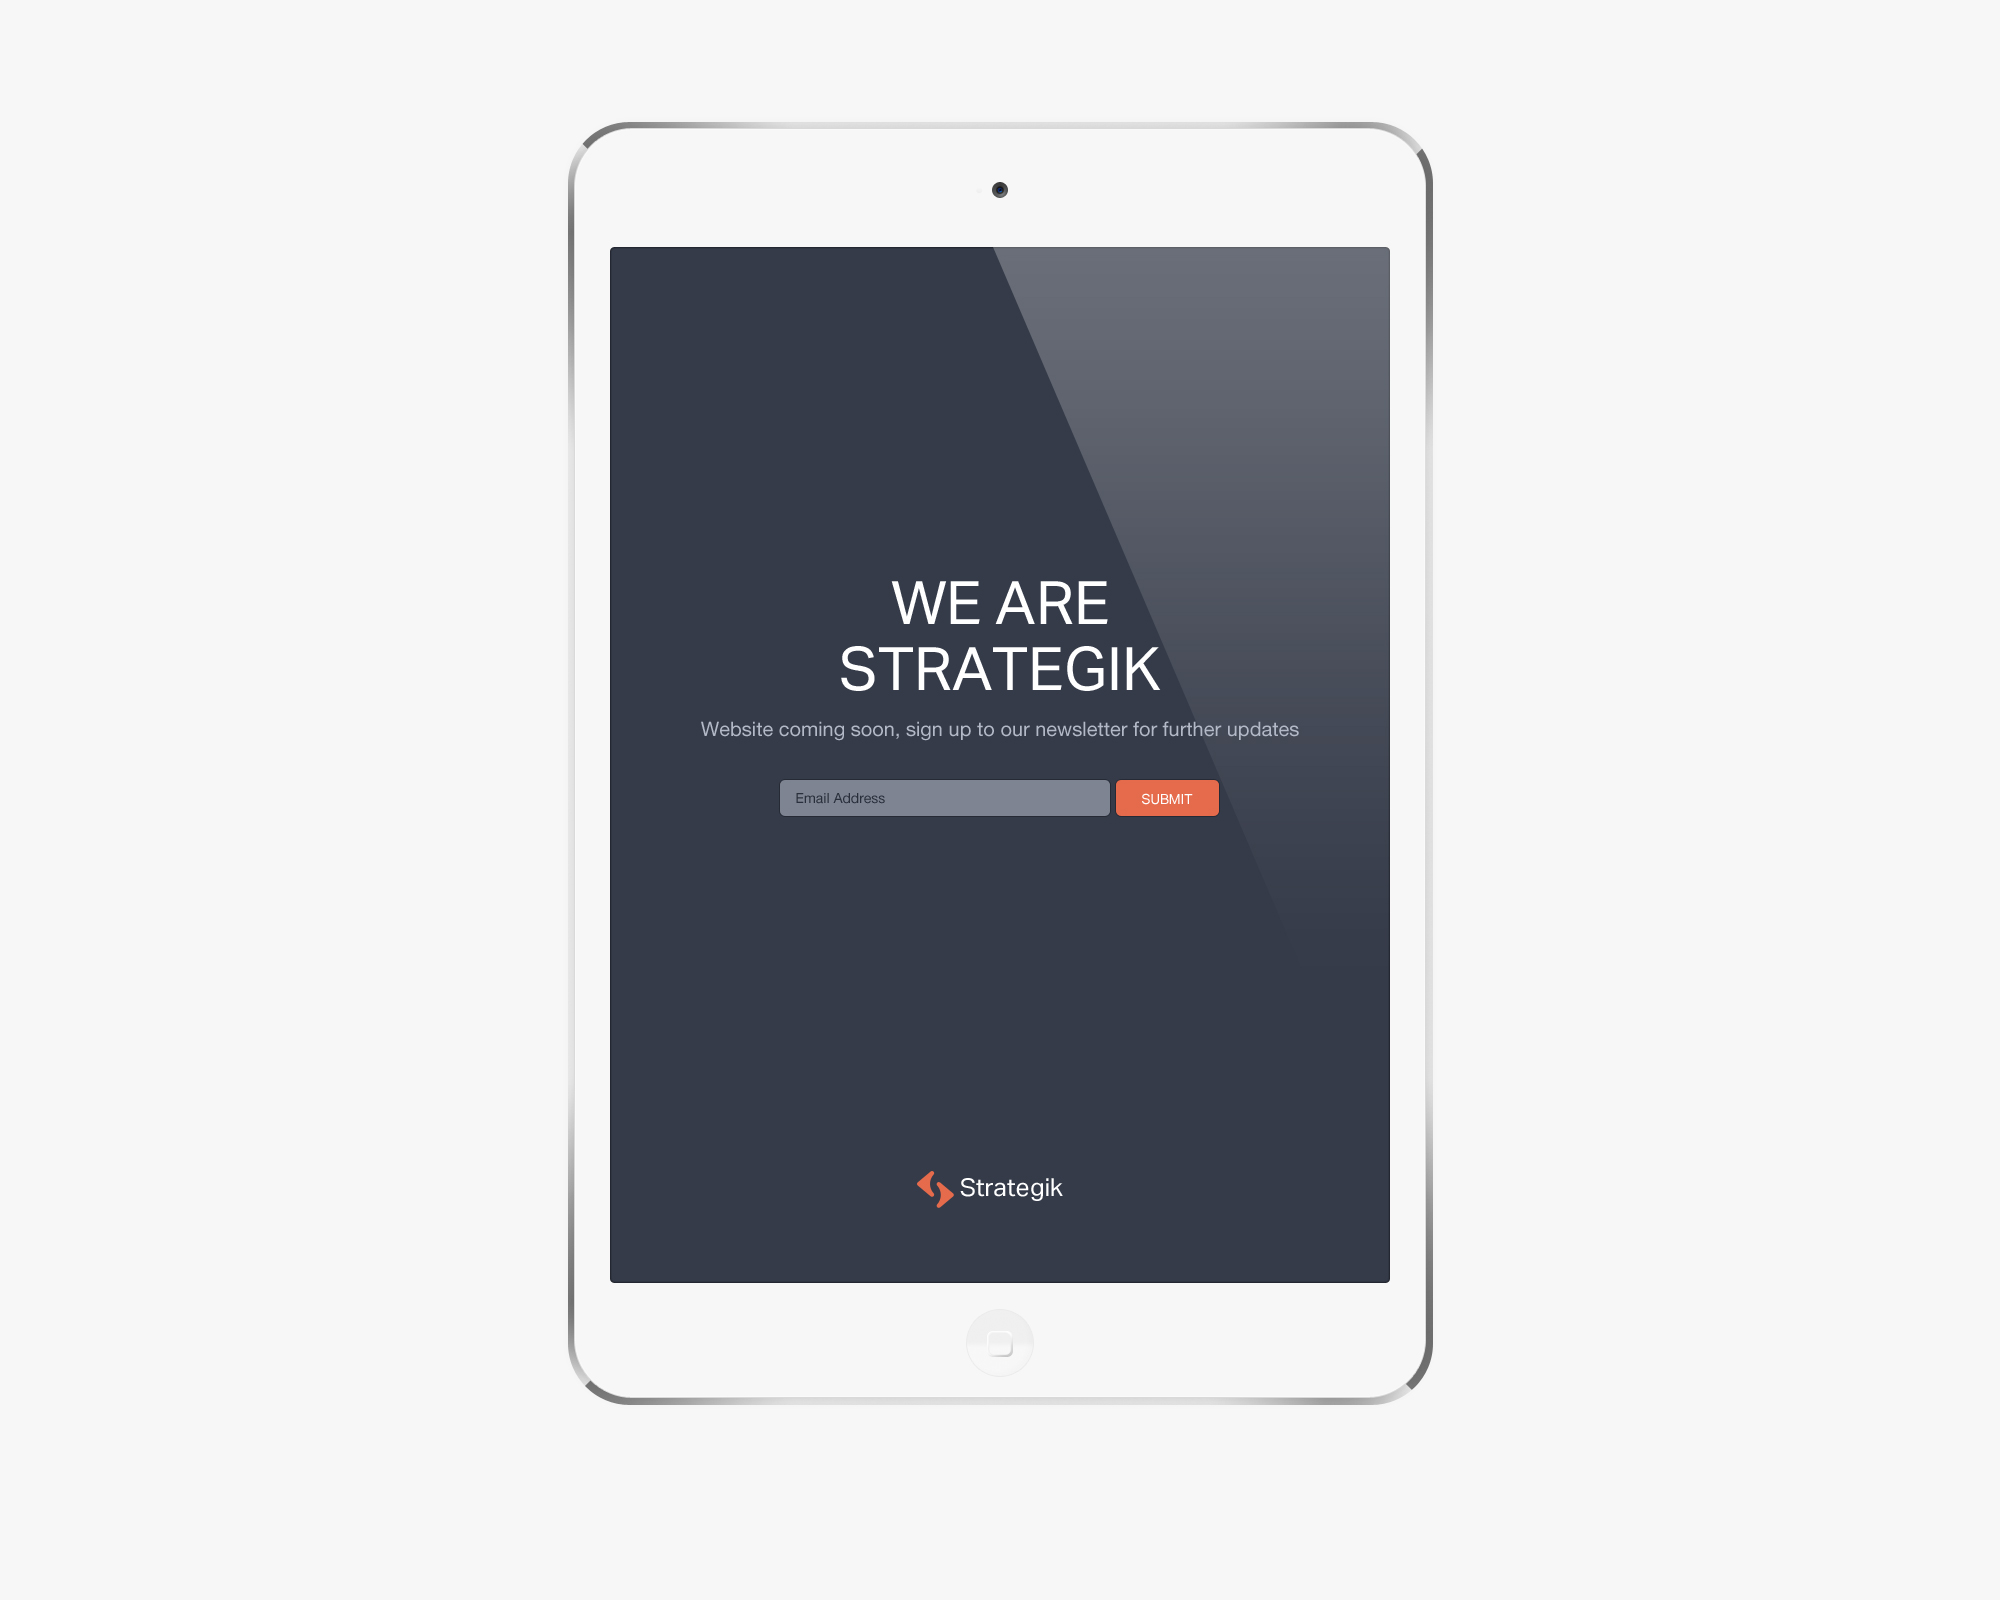 WE ARE
STRATEGIK
Website coming soon, sign up to our newsletter for further updates
Email Address
SUBMIT
Strategik